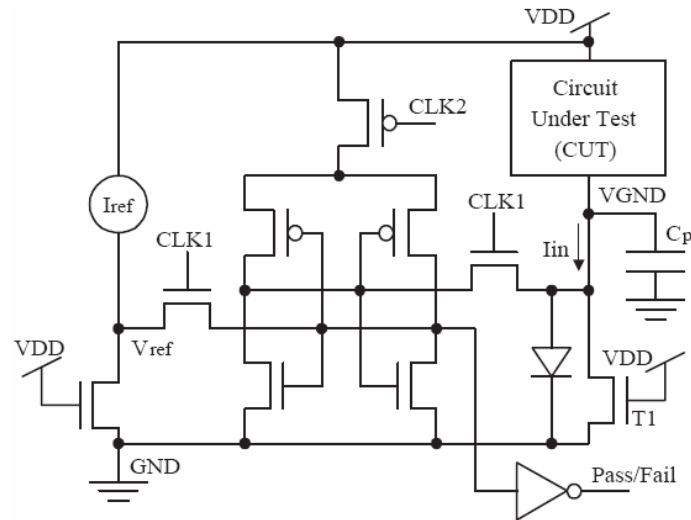 VDD
CLK2
Circuit
Under Test
(CUT)
Iref
CLK1
CLK1
VGND
Iin
Cp
VDD
Vref
VDD
T1
GND
Pass/Fail